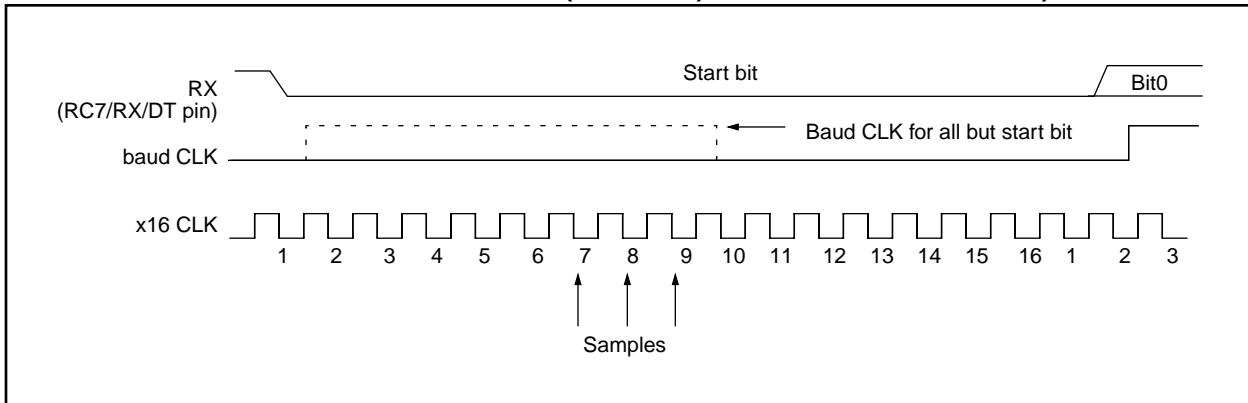 Start bit
RX
(RC7/RX/DT pin)
Bit0
Baud CLK for all but start bit
baud CLK
x16 CLK
1 2 3 4 5 6 7 8 9 10 11 12 13 14 15 16 1 2 3
Samples